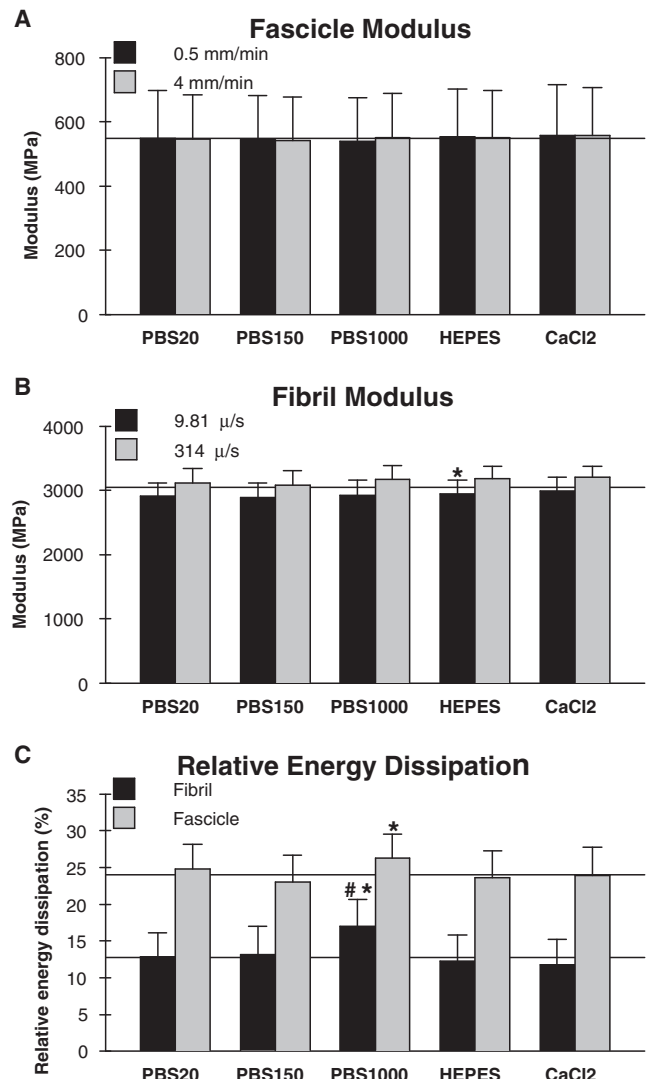 A
Fascicle Modulus
0.5 mm/min
4 mm/min
800
600
400
200
0
Modulus (MPa)
PBS20 PBS150 PBS1000 HEPES CaCl2
B
Fibril Modulus
9.81 μ/s
314 μ/s
4000
3000
2000
1000
0
Modulus (MPa)
*
PBS20 PBS150 PBS1000 HEPES CaCl2
C
Relative Energy Dissipation
Fibril
Fascicle
35
30
25
20
15
10
5
0
Relative energy dissipation (%)
*
# *
PBS20 PBS150 PBS1000 HEPES CaCl2